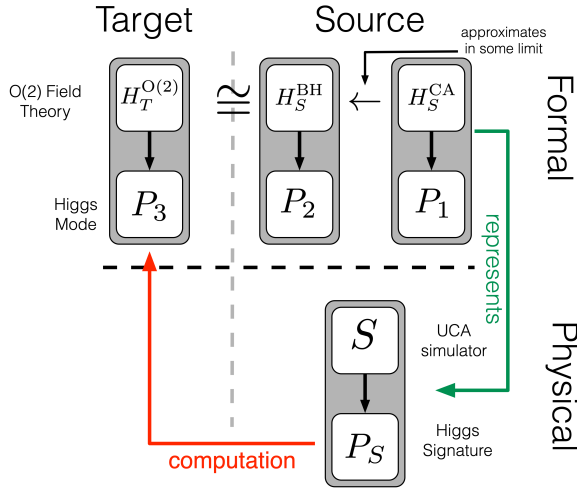 Target
Source
approximates
in some limit
O(2) Field
Theory
H_T^{O(2)}
≅
H_S^{BH}
←
H_S^{CA}
Formal
Higgs
Mode
P_3
P_2
P_1
represents
S
UCA
simulator
Physical
P_S
Higgs
Signature
computation